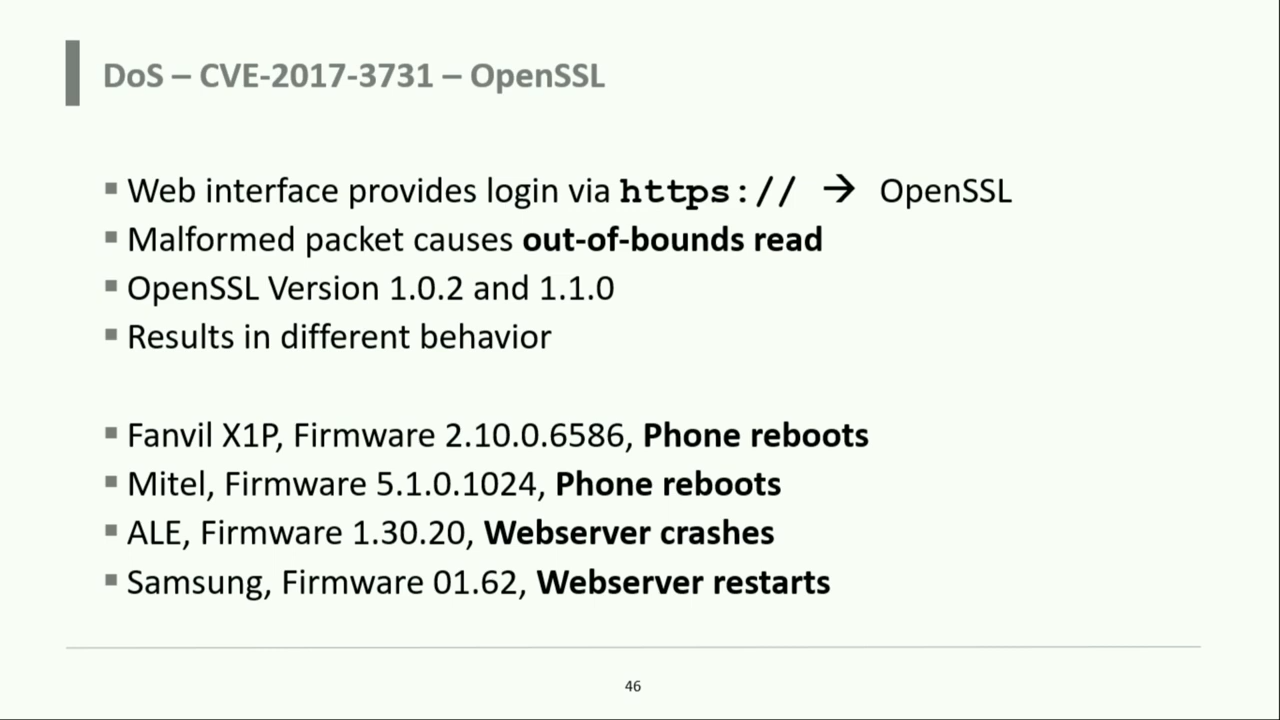 DoS – CVE-2017-3731 – OpenSSL
▪ Web interface provides login via https:// → OpenSSL
▪ Malformed packet causes out-of-bounds read
▪ OpenSSL Version 1.0.2 and 1.1.0
▪ Results in different behavior
▪ Fanvil X1P, Firmware 2.10.0.6586, Phone reboots
▪ Mitel, Firmware 5.1.0.1024, Phone reboots
▪ ALE, Firmware 1.30.20, Webserver crashes
▪ Samsung, Firmware 01.62, Webserver restarts
46